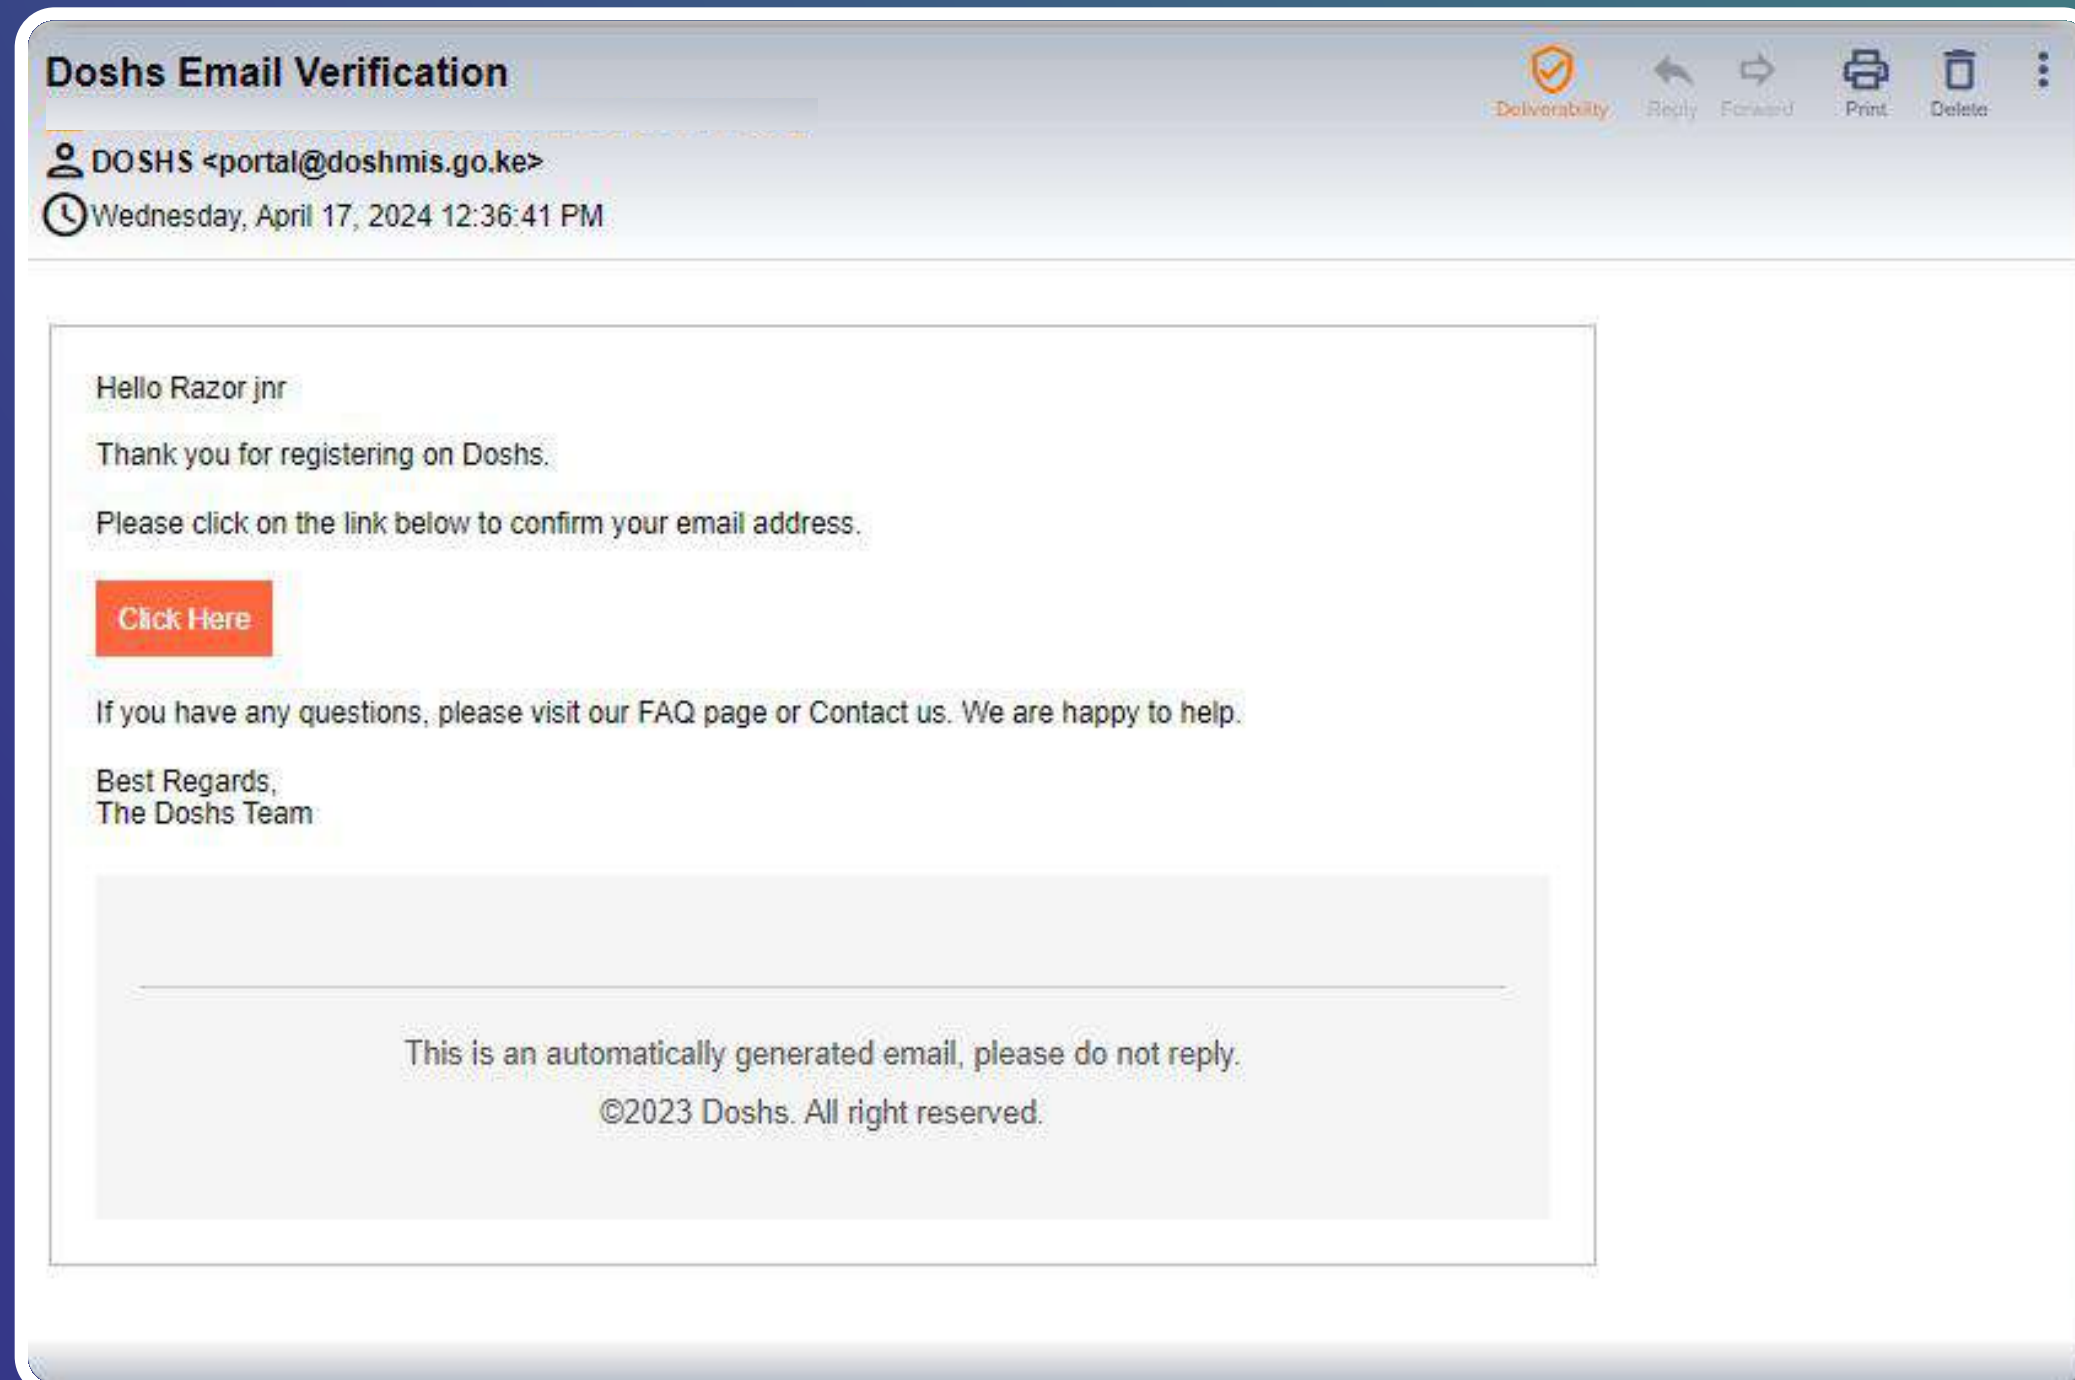 Doshs Email Verification
Deliverability
Reply
Forward
Print
Delete
DOSHS <portal@doshmis.go.ke>
Wednesday, April 17, 2024 12:36:41 PM
Hello Razor jnr
Thank you for registering on Doshs.
Please click on the link below to confirm your email address.
Click Here
If you have any questions, please visit our FAQ page or Contact us. We are happy to help.
Best Regards,
The Doshs Team
This is an automatically generated email, please do not reply.
©2023 Doshs. All right reserved.